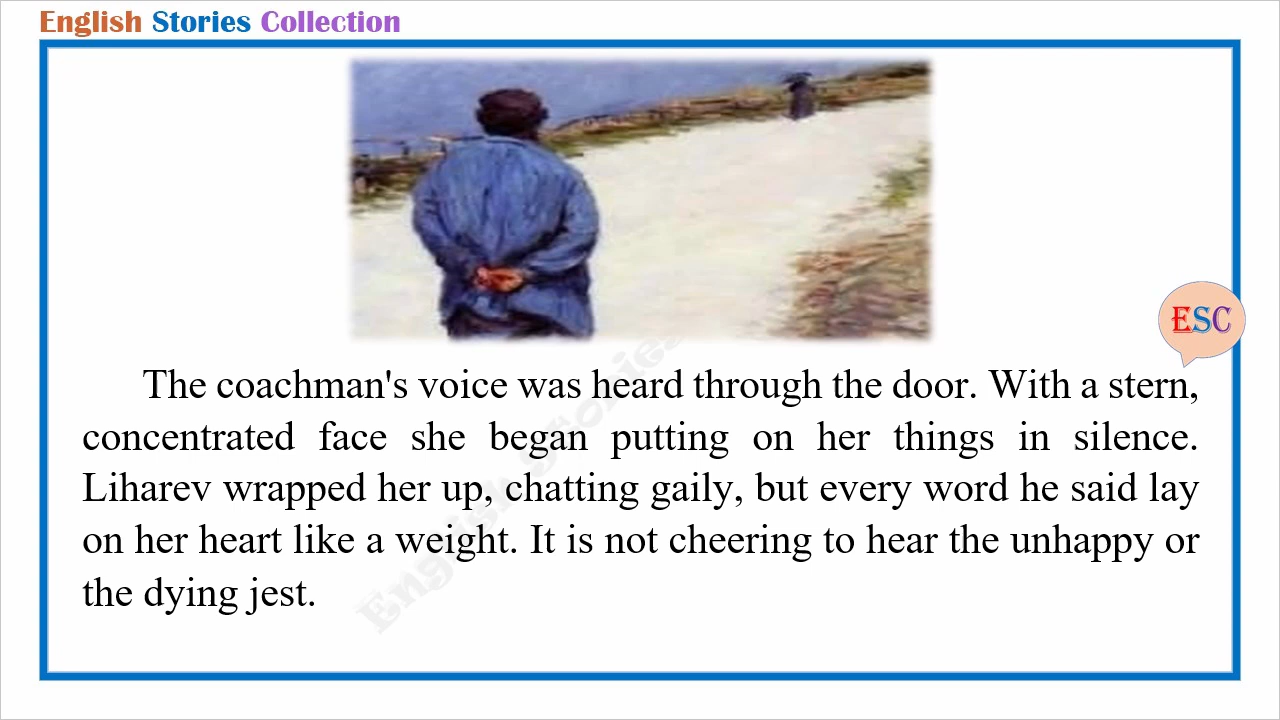 English Stories Collection
ESC
The coachman's voice was heard through the door. With a stern,
concentrated face she began putting on her things in silence.
Liharev wrapped her up, chatting gaily, but every word he said lay
on her heart like a weight. It is not cheering to hear the unhappy or
the dying jest.
English Stories